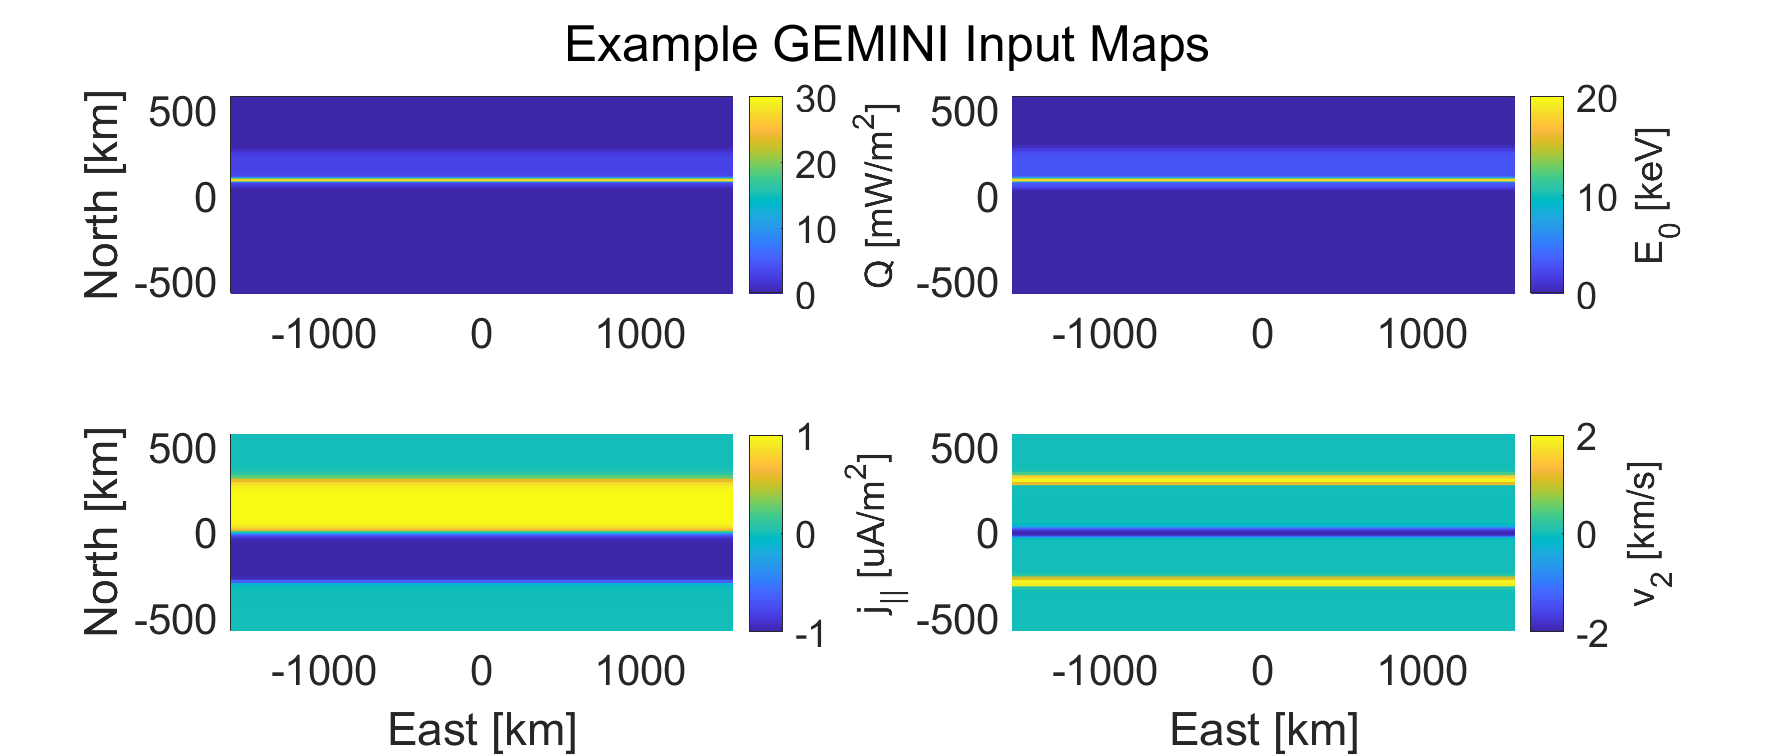 Example GEMINI Input Maps
North [km]
500
0
-500
-1000 0 1000
30
20
10
0
Q [mW/m²]
500
0
-500
-1000 0 1000
20
10
0
E₀ [keV]
North [km]
500
0
-500
-1000 0 1000
East [km]
1
0
-1
j|| [uA/m²]
500
0
-500
-1000 0 1000
East [km]
2
0
-2
v₂ [km/s]